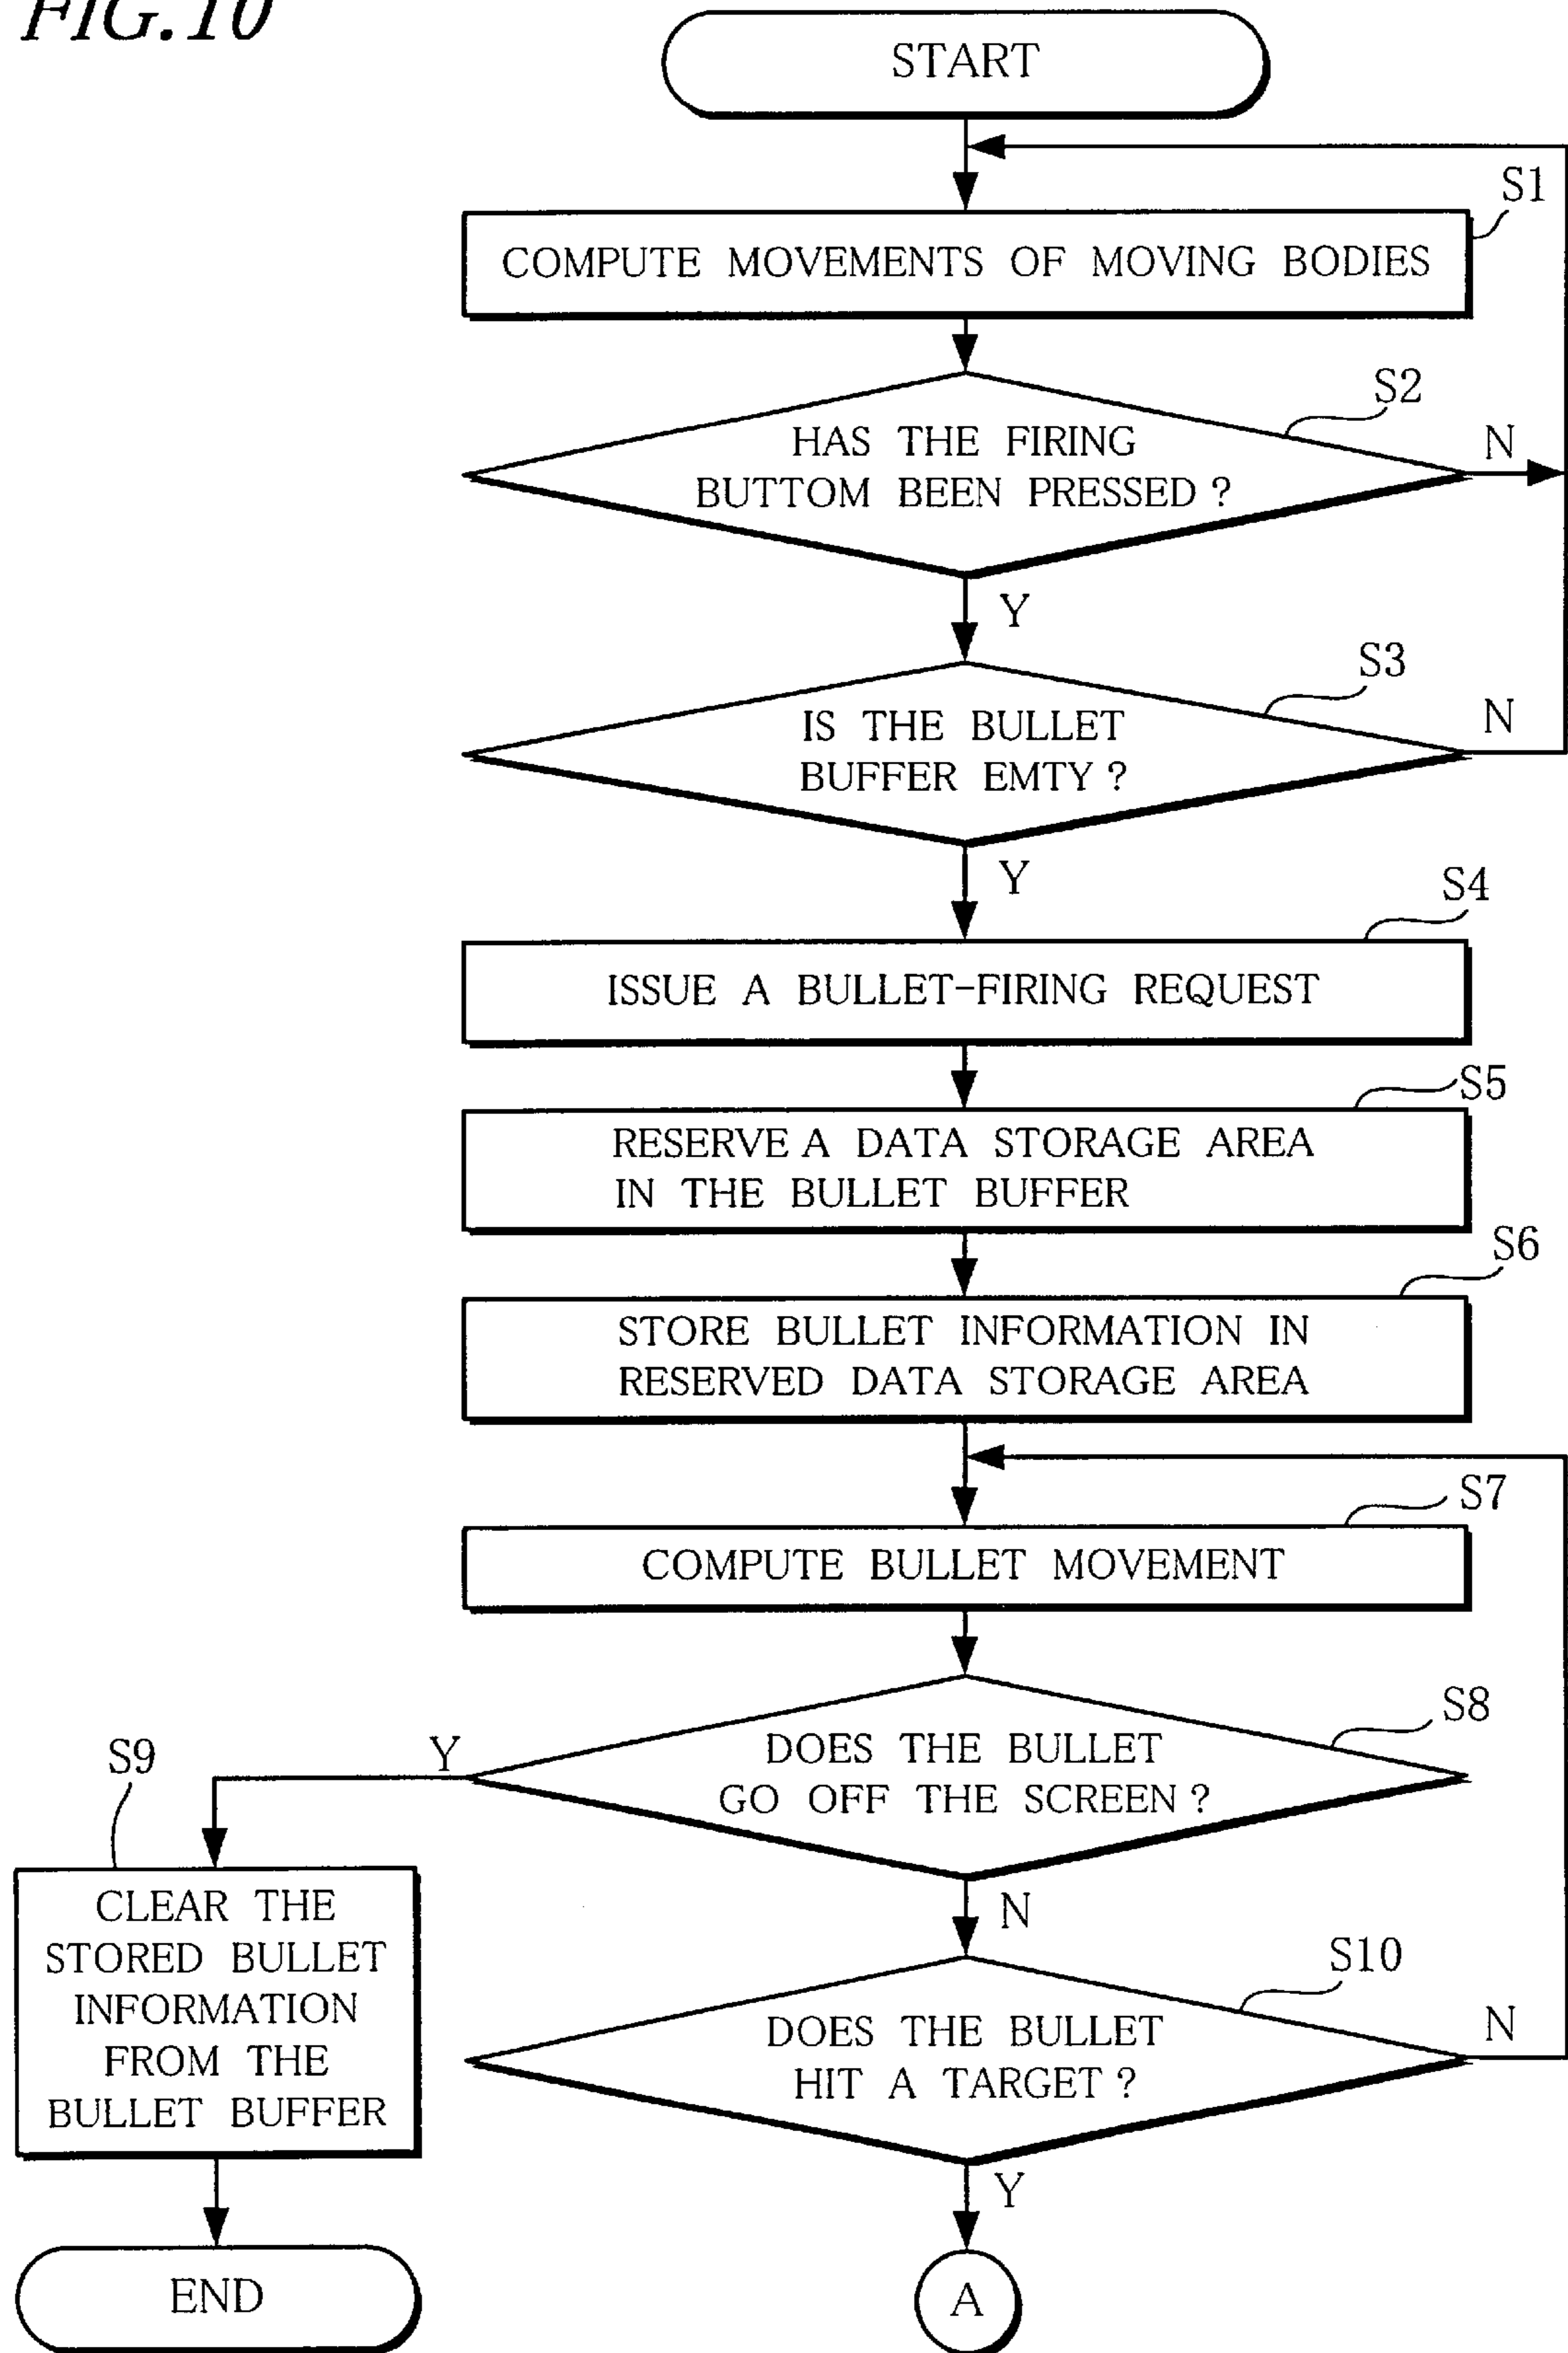 FIG.10
START
S1
COMPUTE MOVEMENTS OF MOVING BODIES
S2
HAS THE FIRING
BUTTOM BEEN PRESSED ?
N
Y
S3
IS THE BULLET
BUFFER EMTY ?
N
Y
S4
ISSUE A BULLET-FIRING REQUEST
S5
RESERVE A DATA STORAGE AREA
IN THE BULLET BUFFER
S6
STORE BULLET INFORMATION IN
RESERVED DATA STORAGE AREA
S7
COMPUTE BULLET MOVEMENT
S8
DOES THE BULLET
GO OFF THE SCREEN ?
Y
N
S9
CLEAR THE
STORED BULLET
INFORMATION
FROM THE
BULLET BUFFER
END
S10
DOES THE BULLET
HIT A TARGET ?
N
Y
A